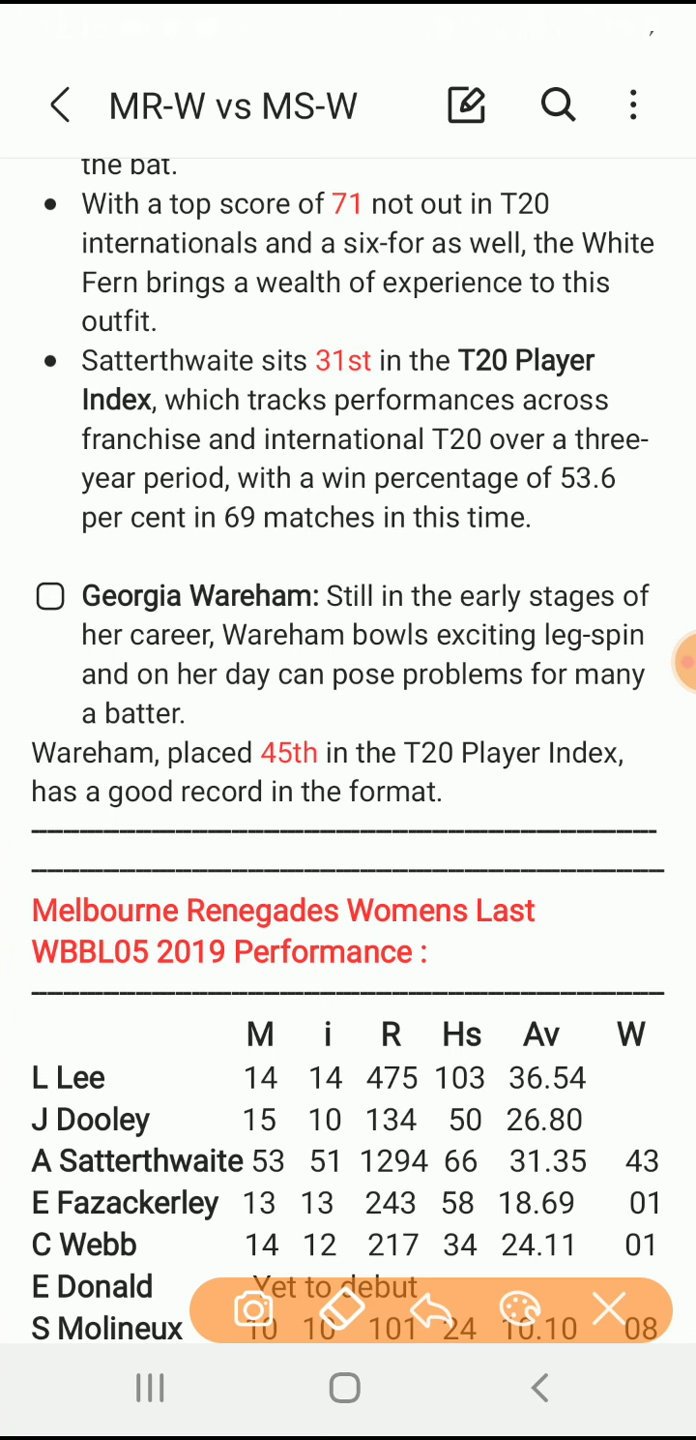 MR-W vs MS-W
the bat.
• With a top score of 71 not out in T20
internationals and a six-for as well, the White
Fern brings a wealth of experience to this
outfit.
• Satterthwaite sits 31st in the T20 Player
Index, which tracks performances across
franchise and international T20 over a three-
year period, with a win percentage of 53.6
per cent in 69 matches in this time.
Georgia Wareham: Still in the early stages of
her career, Wareham bowls exciting leg-spin
and on her day can pose problems for many
a batter.
Wareham, placed 45th in the T20 Player Index,
has a good record in the format.
Melbourne Renegades Womens Last
WBBL05 2019 Performance :
M i R Hs Av W
L Lee 14 14 475 103 36.54
J Dooley 15 10 134 50 26.80
A Satterthwaite 53 51 1294 66 31.35 43
E Fazackerley 13 13 243 58 18.69 01
C Webb 14 12 217 34 24.11 01
E Donald Yet to debut
S Molineux 10 10 101 24 10.10 08